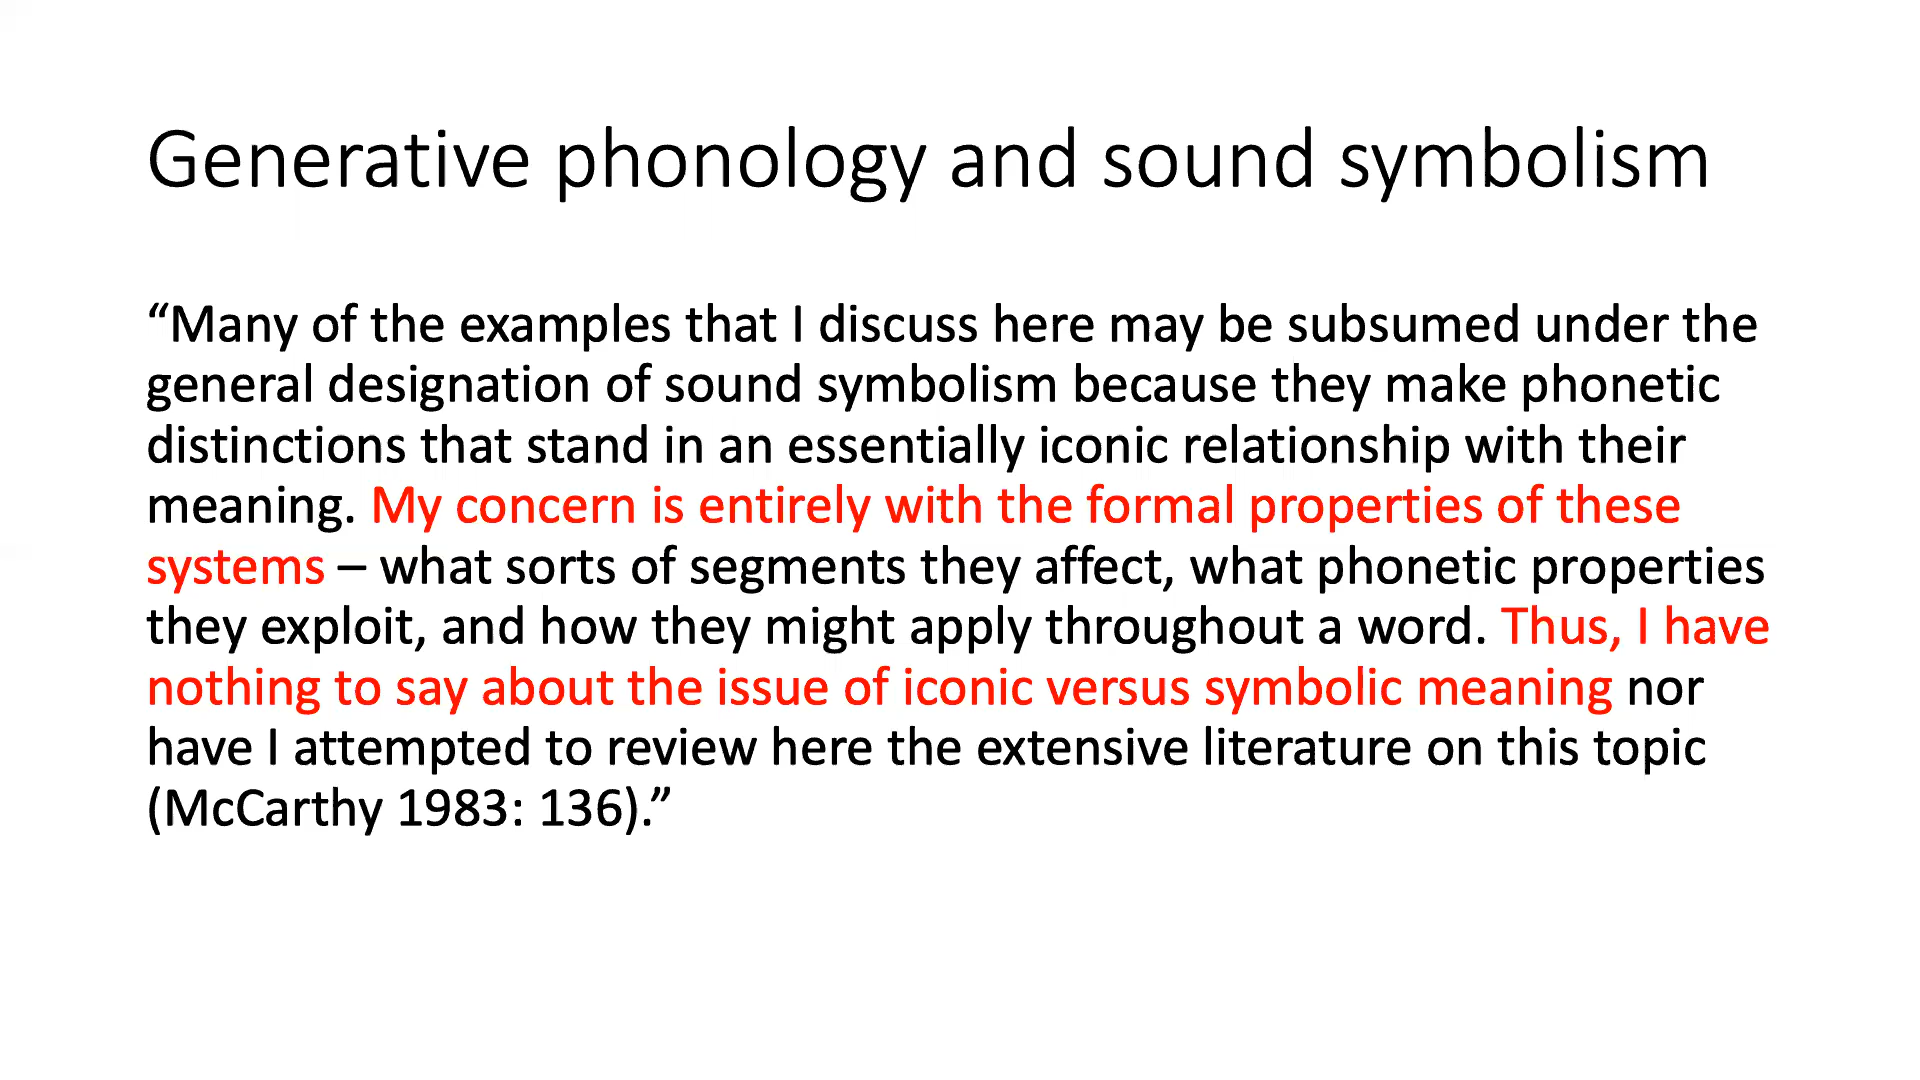 Generative phonology and sound symbolism
“Many of the examples that I discuss here may be subsumed under the
general designation of sound symbolism because they make phonetic
distinctions that stand in an essentially iconic relationship with their
meaning. My concern is entirely with the formal properties of these
systems – what sorts of segments they affect, what phonetic properties
they exploit, and how they might apply throughout a word. Thus, I have
nothing to say about the issue of iconic versus symbolic meaning nor
have I attempted to review here the extensive literature on this topic
(McCarthy 1983: 136).”